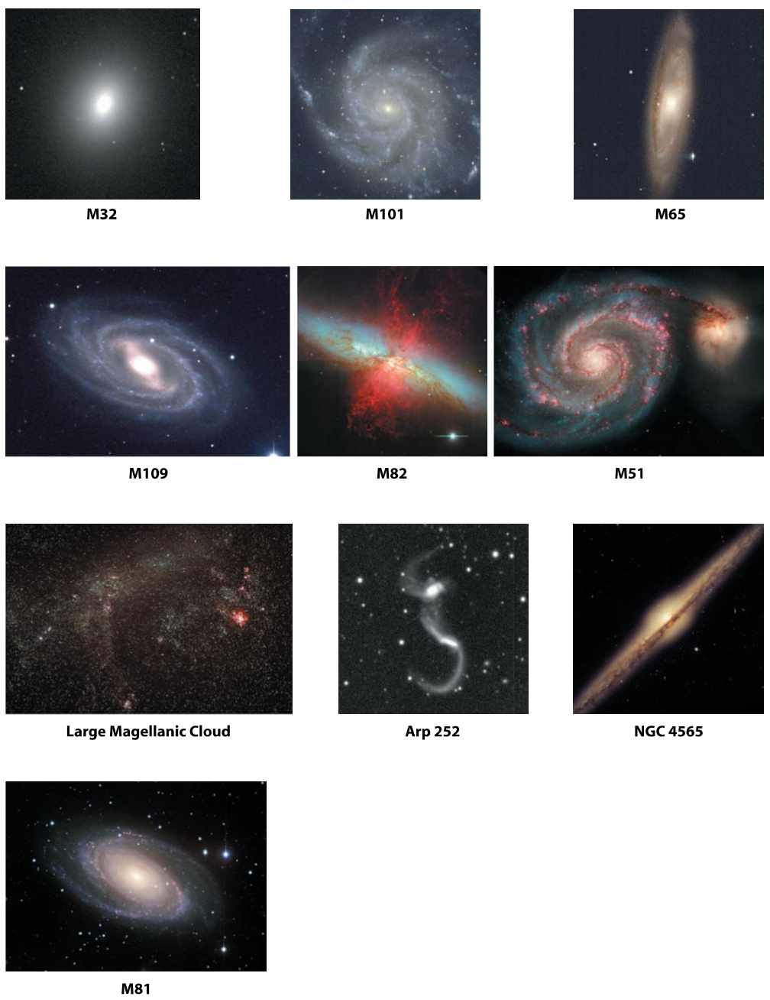 M32
M101
M65
M109
M82
M51
Large Magellanic Cloud
Arp 252
NGC 4565
M81